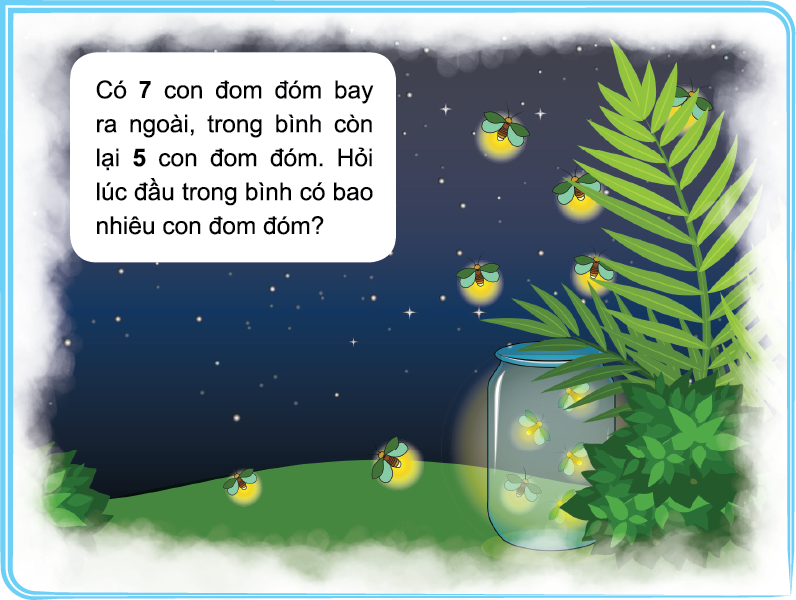 Có 7 con đom đóm bay
ra ngoài, trong bình còn
lại 5 con đom đóm. Hỏi
lúc đầu trong bình có bao
nhiêu con đom đóm?